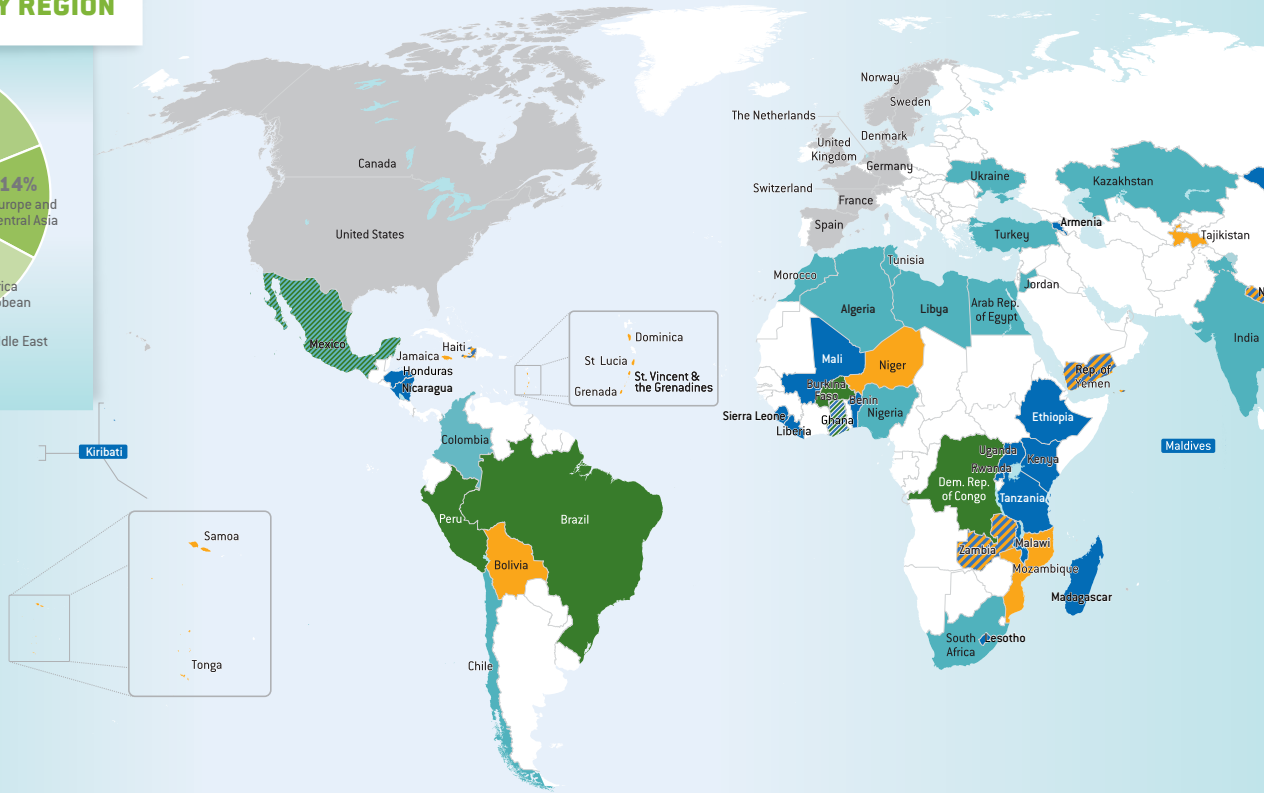 Y REGION
14%
urope and
entral Asia
ica
bean
dle East
Canada
United States
Mexico
Haiti
Jamaica
Honduras
Nicaragua
Dominica
St Lucia
St. Vincent &
the Grenadines
Grenada
Colombia
Peru
Brazil
Bolivia
Chile
Kiribati
Samoa
Tonga
Norway
Sweden
The Netherlands
Denmark
United
Kingdom
Germany
Switzerland
France
Spain
Ukraine
Kazakhstan
Armenia
Turkey
Tajikistan
Tunisia
Morocco
Jordan
Algeria
Libya
Arab Rep.
of Egypt
N
India
Mali
Niger
Rep. of
Yemen
Burkina
Faso
Benin
Sierra Leone
Ghana
Nigeria
Liberia
Ethiopia
Maldives
Uganda
Kenya
Rwanda
Dem. Rep.
of Congo
Tanzania
Zambia
Malawi
Mozambique
Madagascar
South
Africa
Lesotho